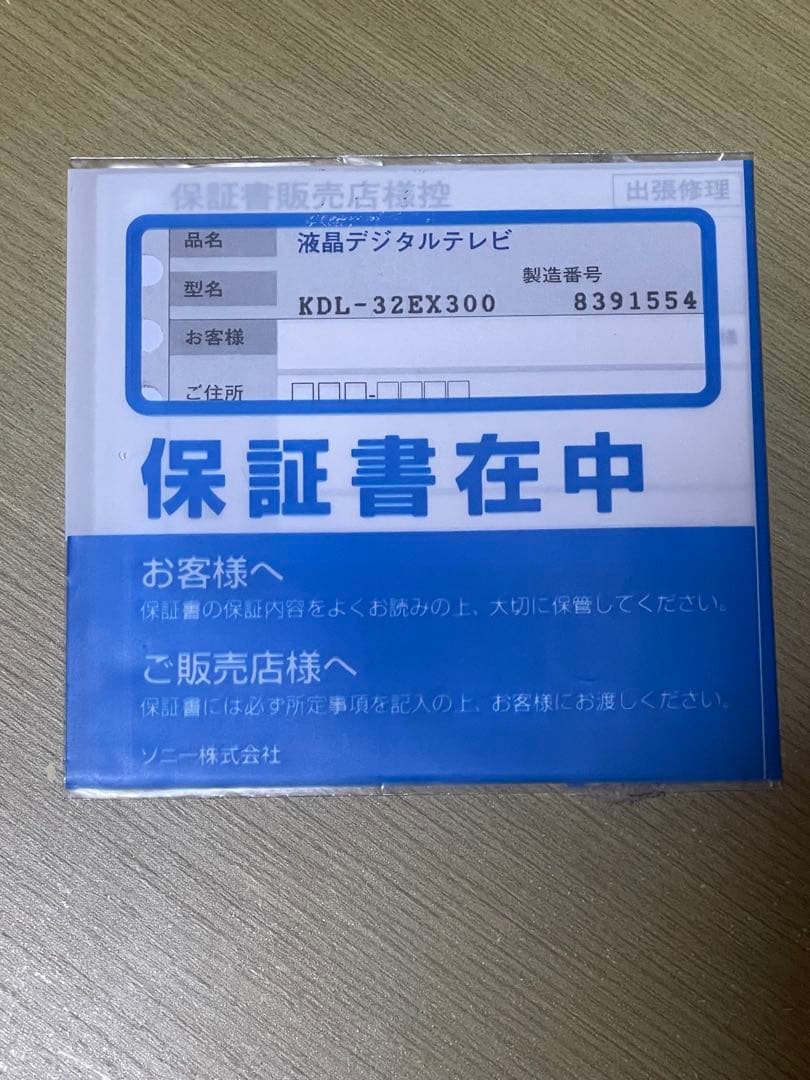 保証書販売店様控
出張修理
品名 液晶デジタルテレビ
製造番号
型名 KDL-32EX300 8391554
お客様
様
ご住所 □□□-□□□□
保証書在中
お客様へ
保証書の保証内容をよくお読みの上、大切に保管してください。
ご販売店様へ
保証書には必ず所定事項を記入の上、お客様にお渡しください。
ソニー株式会社